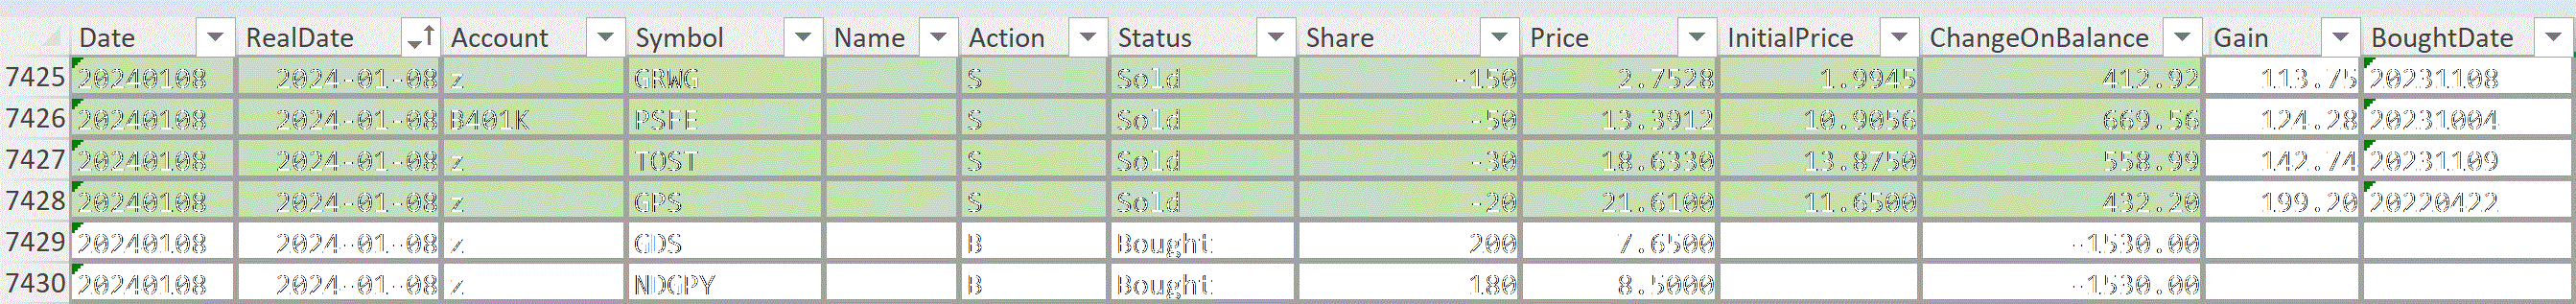 Date RealDate Account Symbol Name Action Status Share Price InitialPrice ChangeOnBalance Gain BoughtDate
7425 20240108 2024-01-08 z GRWG S Sold -150 2.7528 1.9945 412.92 113.75 20231108
7426 20240108 2024-01-08 B401K PSFE S Sold -50 13.3912 10.9056 669.56 124.28 20231004
7427 20240108 2024-01-08 z TOST S Sold -30 18.6330 13.8750 558.99 142.74 20231109
7428 20240108 2024-01-08 z GPS S Sold -20 21.6100 11.6500 432.20 199.20 20220422
7429 20240108 2024-01-08 z GDS B Bought 200 7.6500 -1530.00
7430 20240108 2024-01-08 z NDGPY B Bought 180 8.5000 -1530.00